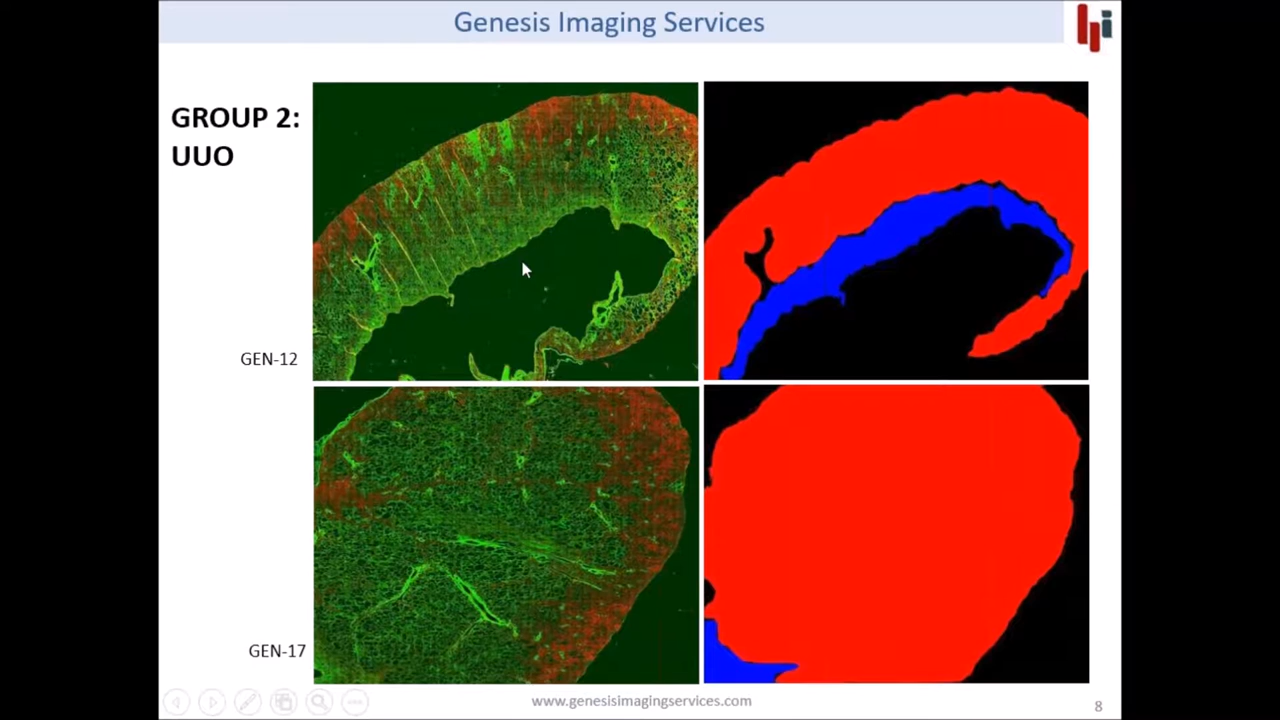 Genesis Imaging Services
GROUP 2:
UUO
GEN-12
GEN-17
www.genesisimagingservices.com
8